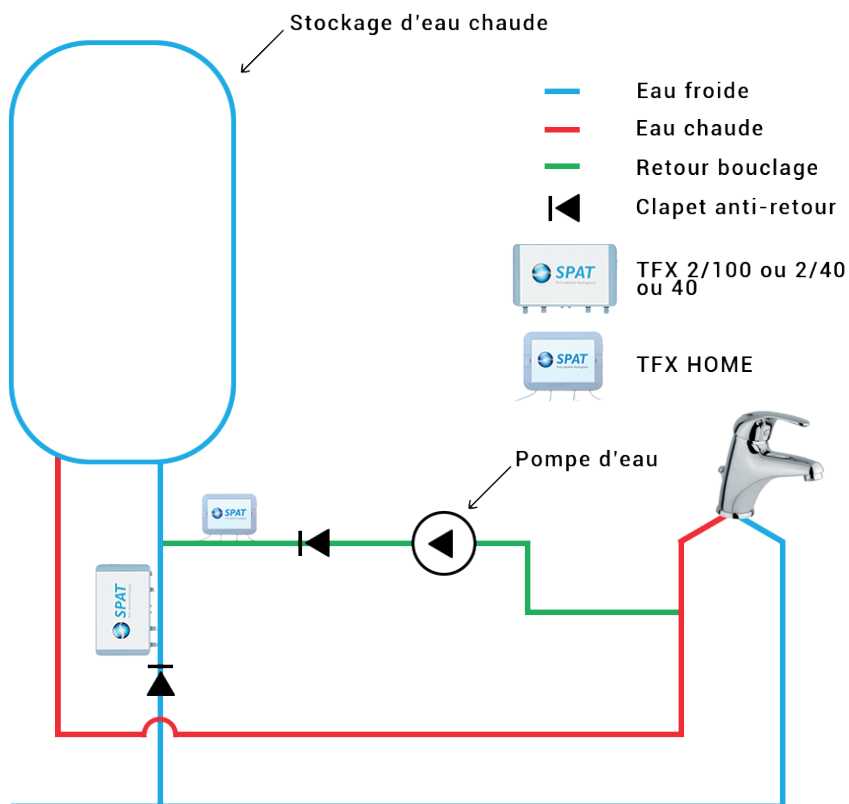 Stockage d'eau chaude
Eau froide
Eau chaude
Retour bouclage
Clapet anti-retour
SPAT
TFX 2/100 ou 2/40
ou 40
SPAT
TFX HOME
Pompe d'eau
SPAT
SPAT